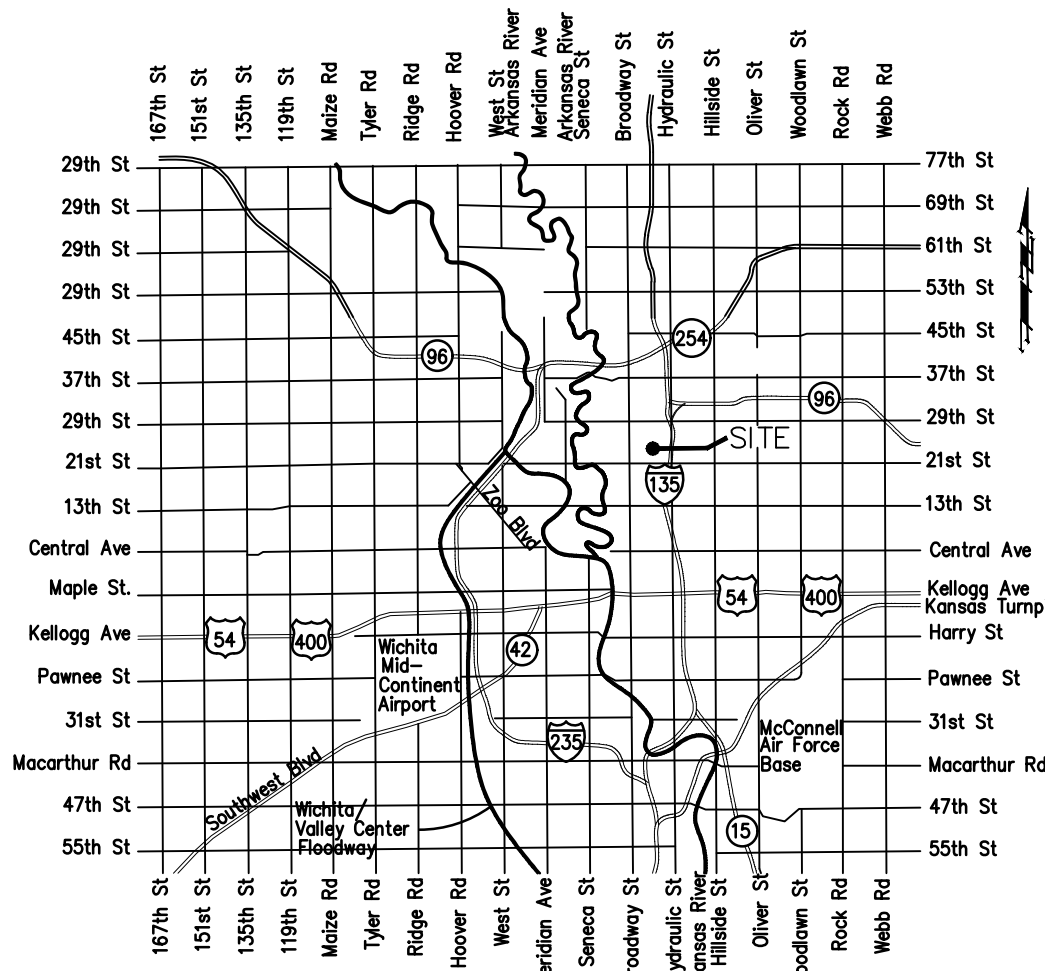 167th St
151st St
135th St
119th St
Maize Rd
Tyler Rd
Ridge Rd
Hoover Rd
West St
Arkansas River
Meridian Ave
Arkansas River
Seneca St
Broadway St
Hydraulic St
Hillside St
Oliver St
Woodlawn St
Rock Rd
Webb Rd
29th St
77th St
29th St
69th St
29th St
61th St
29th St
53th St
45th St
45th St
254
96
37th St
37th St
96
29th St
29th St
SITE
21st St
21st St
135
13th St
13th St
Zoo Blvd
Central Ave
Central Ave
Maple St.
Kellogg Ave
54
400
Kansas Turnp
Kellogg Ave
54
400
Harry St
Wichita
Mid-
Continent
Airport
42
Pawnee St
Pawnee St
31st St
31st St
235
McConnell
Air Force
Base
Macarthur Rd
Macarthur Rd
Southwest Blvd
47th St
47th St
Wichita/
Valley Center
Floodway
15
55th St
55th St
167th St
151st St
135th St
119th St
Maize Rd
Tyler Rd
Ridge Rd
Hoover Rd
West St
eridian Ave
Seneca St
roadway St
ydraulic St
kansas River
Hillside St
Oliver St
oodlawn St
Rock Rd
Webb Rd